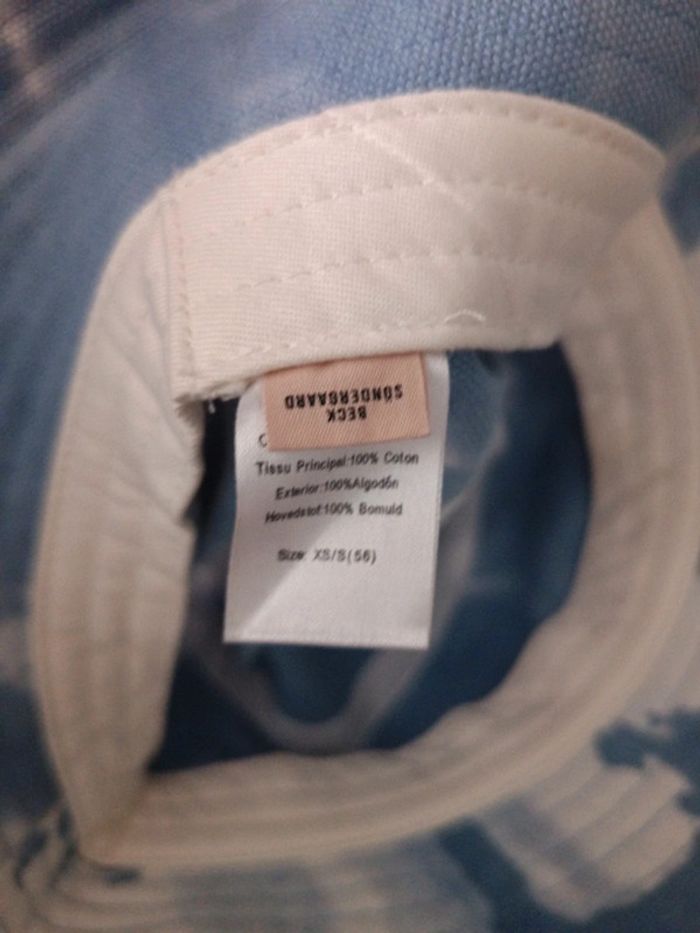 BECK
SÖNDERGAARD
C
Tissu Principal:100% Coton
Exterior:100%Algodón
Hovedstof:100% Bomuld
Size: XS/S(56)